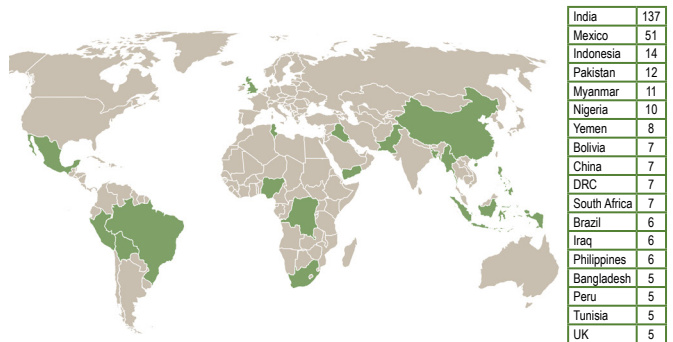 India 137
Mexico 51
Indonesia 14
Pakistan 12
Myanmar 11
Nigeria 10
Yemen 8
Bolivia 7
China 7
DRC 7
South Africa 7
Brazil 6
Iraq 6
Philippines 6
Bangladesh 5
Peru 5
Tunisia 5
UK 5